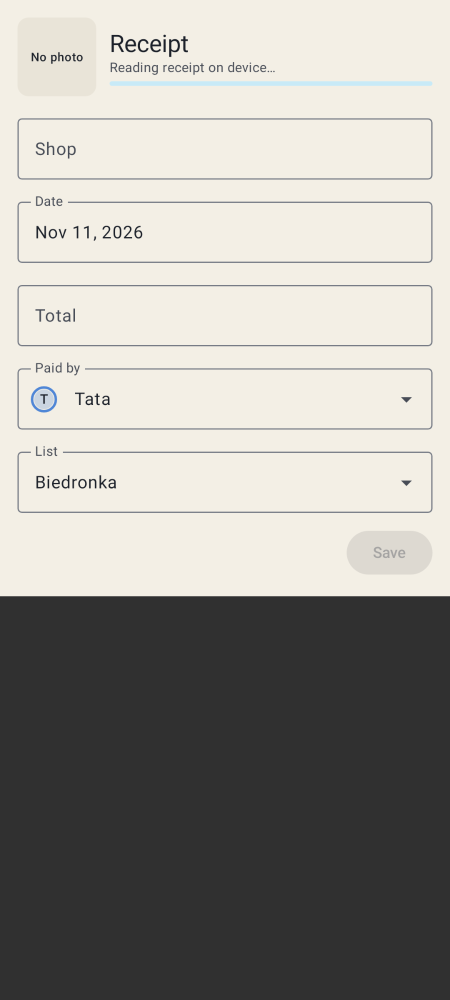 No photo
Receipt
Reading receipt on device…
Shop
Date
Nov 11, 2026
Total
Paid by
T
Tata
List
Biedronka
Save